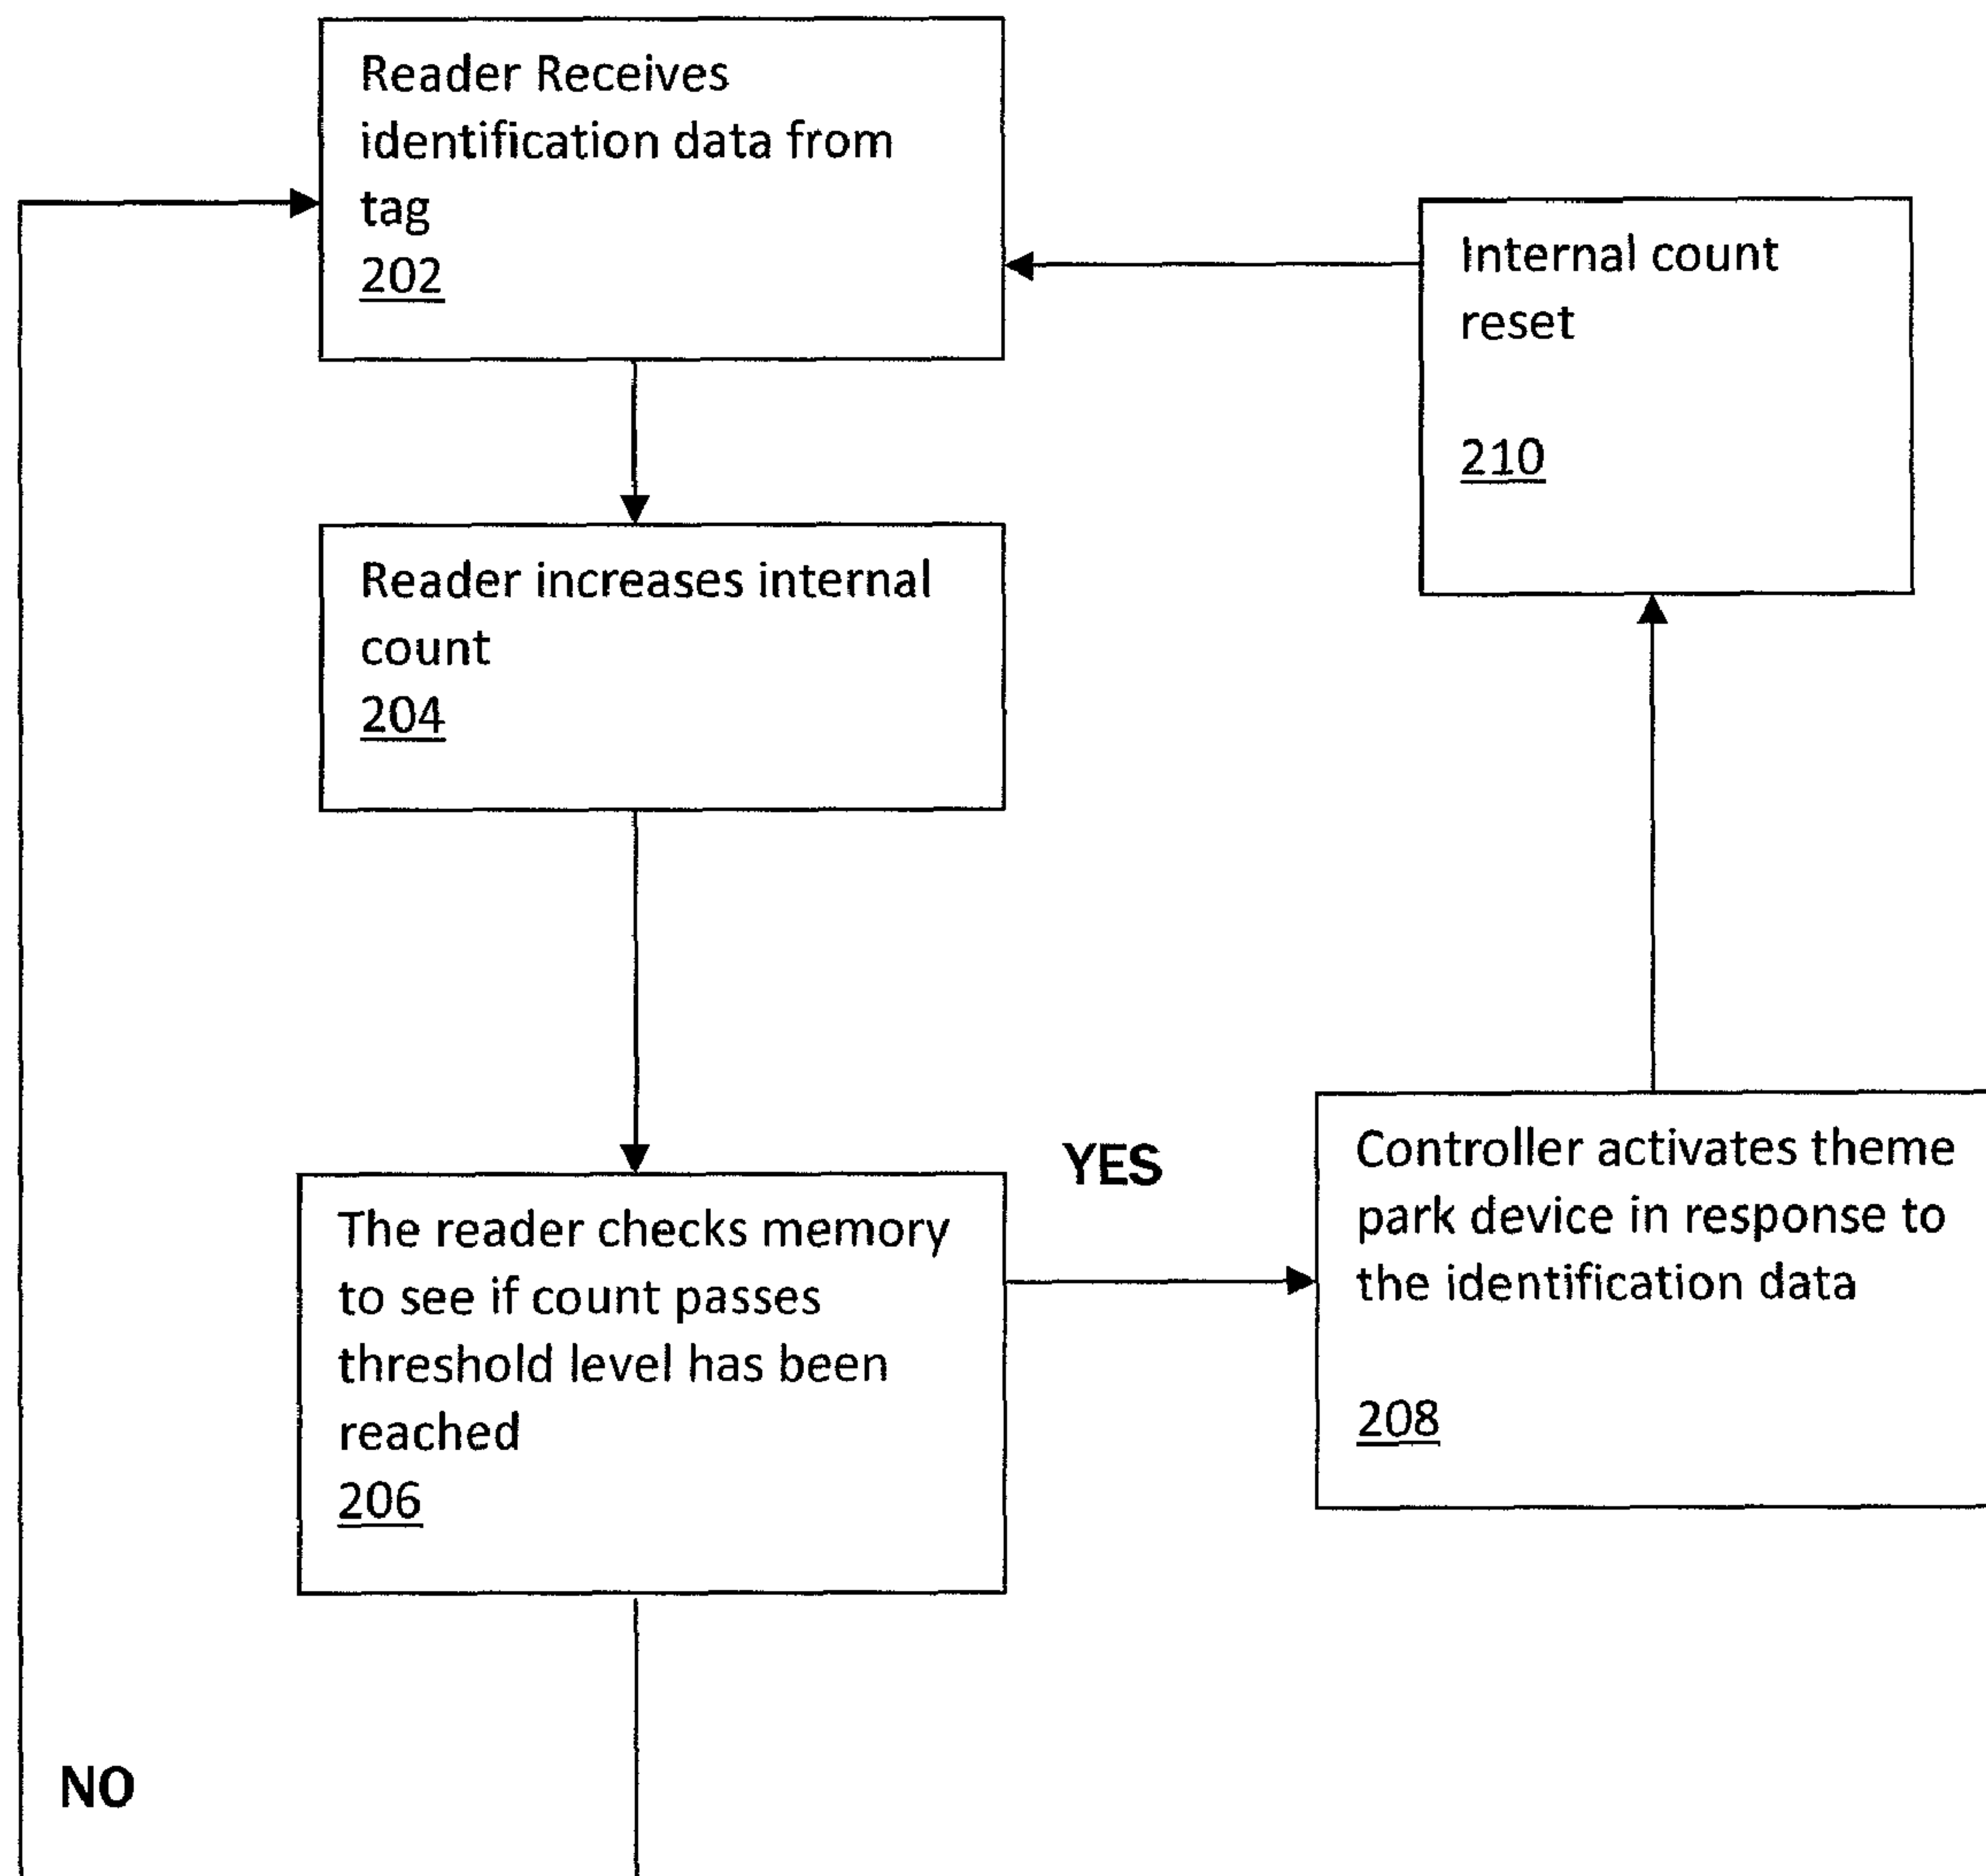 Reader Receives
identification data from
tag
202
Internal count
reset
210
Reader increases internal
count
204
YES
The reader checks memory
to see if count passes
threshold level has been
reached
206
Controller activates theme
park device in response to
the identification data
208
NO